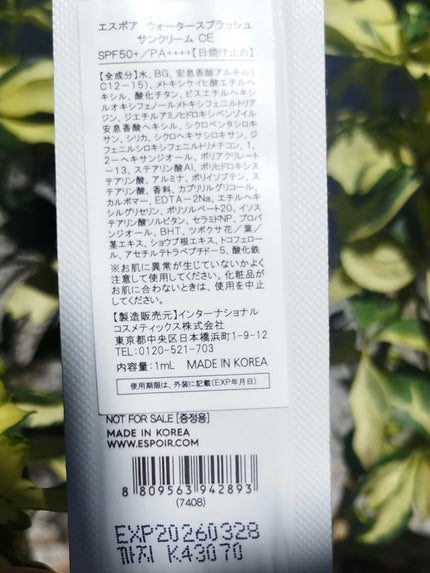 エスポア ウォータースプラッシュ
サンクリーム CE
SPF50+/PA++++【日焼け止め】
【全成分】水、BG、安息香酸アルキル(
C12-15)、メトキシケイヒ酸エチルヘ
キシル、酸化チタン、ビスエチルヘキシ
ルオキシフェノールメトキシフェニルトリア
ジン、ジエチルアミノヒドロキシベンゾイル
安息香酸ヘキシル、シクロペンタシロキ
サン、シリカ、シクロヘキサシロキサン、ジ
フェニルシロキシフェニルトリメチコン、1,
2-ヘキサンジオール、ポリアクリレート
-13、ステアリン酸Al、ポリヒドロキシス
テアリン酸、アルミナ、ポリイソブテン、ス
テアリン酸、香料、カプリリルグリコール、
カルボマー、EDTA-2Na、エチルヘキ
シルグリセリン、ポリソルベート20、イソス
テアリン酸ソルビタン、セラミドNP、プロパ
ンジオール、BHT、ツボクサ花/葉/
茎エキス、ショウブ根エキス、トコフェロー
ル、アセチルテトラペプチド-5、酸化鉄
※お肌に異常が生じていないかよく
注意して使用してください。化粧品が
お肌に合わないときは、使用を中止
してください。
【製造販売元】インターナショナル
コスメティックス株式会社
東京都中央区日本橋浜町1-9-12
TEL:0120-521-703
内容量:1mL MADE IN KOREA
使用期限は、外装に記載(EXP年月日)
NOT FOR SALE [증정용]
MADE IN KOREA
WWW.ESPOIR.COM
8 809563 942893
(7408)
EXP20260328
까지 K43070